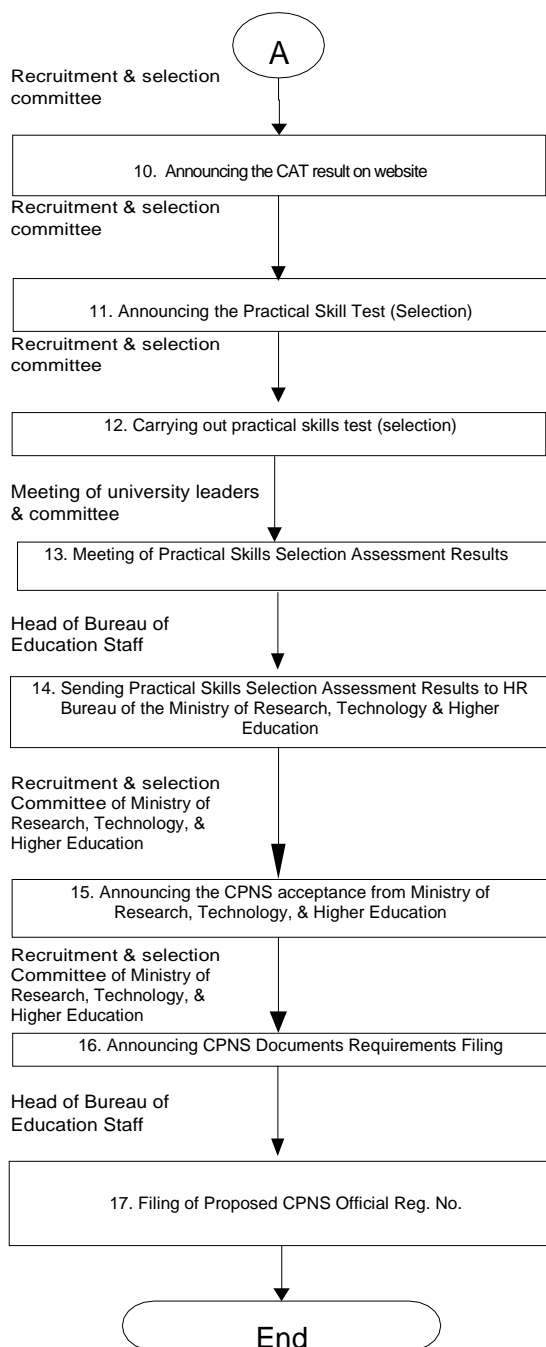 A
Recruitment & selection
committee
10. Announcing the CAT result on website
Recruitment & selection
committee
11. Announcing the Practical Skill Test (Selection)
Recruitment & selection
committee
12. Carrying out practical skills test (selection)
Meeting of university leaders
& committee
13. Meeting of Practical Skills Selection Assessment Results
Head of Bureau of
Education Staff
14. Sending Practical Skills Selection Assessment Results to HR
Bureau of the Ministry of Research, Technology & Higher
Education
Recruitment & selection
Committee of Ministry of
Research, Technology, &
Higher Education
15. Announcing the CPNS acceptance from Ministry of
Research, Technology, & Higher Education
Recruitment & selection
Committee of Ministry of
Research, Technology, &
Higher Education
16. Announcing CPNS Documents Requirements Filing
Head of Bureau of
Education Staff
17. Filing of Proposed CPNS Official Reg. No.
End